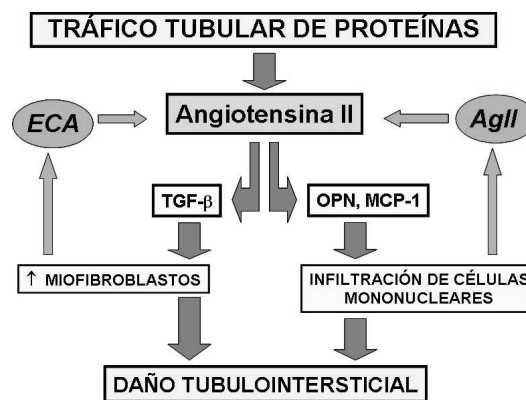 TRÁFICO TUBULAR DE PROTEÍNAS
ECA
Angiotensina II
AgII
TGF-β
OPN, MCP-1
↑ MIOFIBROBLASTOS
INFILTRACIÓN DE CÉLULAS
MONONUCLEARES
DAÑO TUBULOINTERSTICIAL